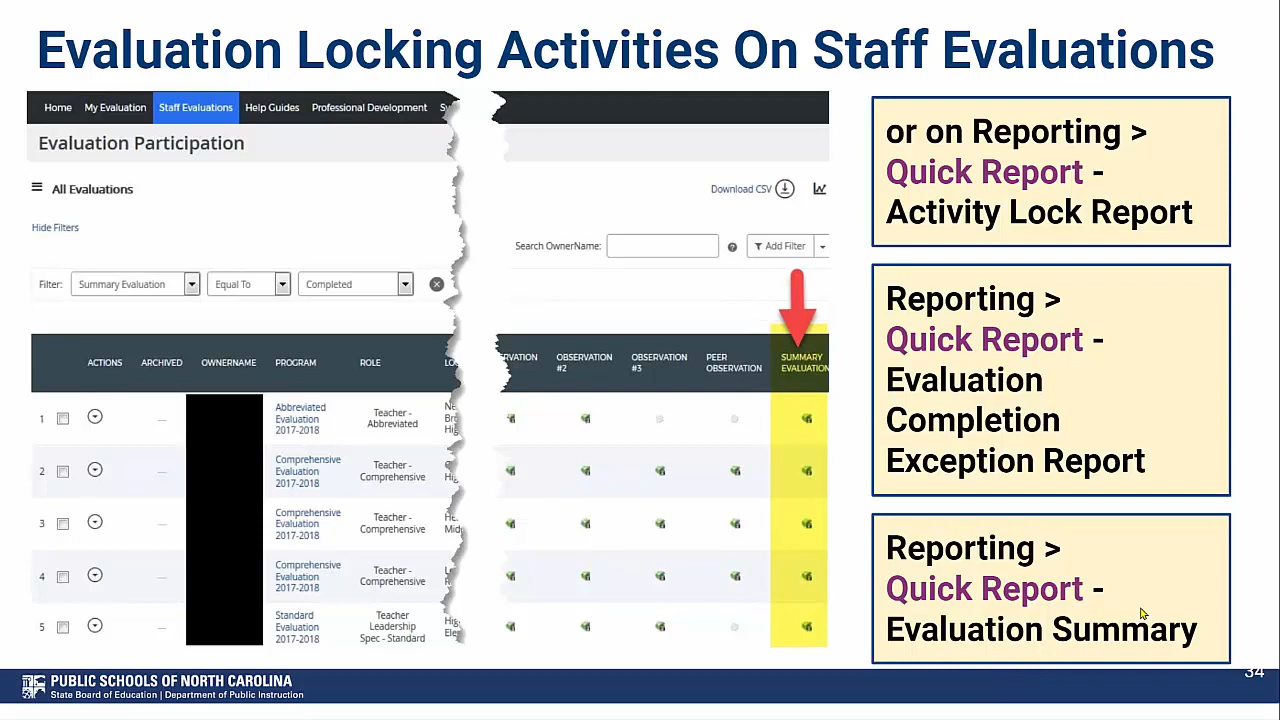 Evaluation Locking Activities On Staff Evaluations
Home My Evaluation Staff Evaluations Help Guides Professional Development
Evaluation Participation
All Evaluations
Download CSV
Hide Filters
Search OwnerName:
Add Filter
Filter: Summary Evaluation Equal To Completed
ACTIONS ARCHIVED OWNERNAME PROGRAM ROLE
OBSERVATION #2
OBSERVATION #3
PEER OBSERVATION
SUMMARY EVALUATION
1
Abbreviated
Evaluation
2017-2018
Teacher -
Abbreviated
2
Comprehensive
Evaluation
2017-2018
Teacher -
Comprehensive
3
Comprehensive
Evaluation
2017-2018
Teacher -
Comprehensive
4
Comprehensive
Evaluation
2017-2018
Teacher -
Comprehensive
5
Standard
Evaluation
2017-2018
Teacher
Leadership
Spec - Standard
or on Reporting >
Quick Report -
Activity Lock Report
Reporting >
Quick Report -
Evaluation
Completion
Exception Report
Reporting >
Quick Report -
Evaluation Summary
34
PUBLIC SCHOOLS OF NORTH CAROLINA
State Board of Education | Department of Public Instruction